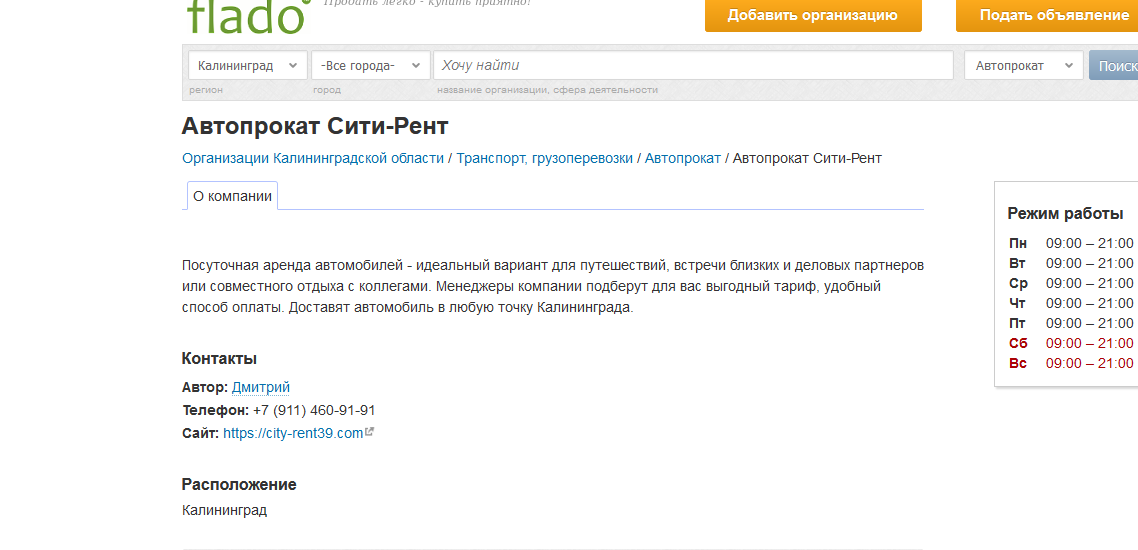 flado
Продать легко - купить приятно!
Добавить организацию
Подать объявление
Калининград
-Все города-
Хочу найти
Автопрокат
Поиск
регион
город
название организации, сфера деятельности
Автопрокат Сити-Рент
Организации Калининградской области / Транспорт, грузоперевозки / Автопрокат / Автопрокат Сити-Рент
О компании
Посуточная аренда автомобилей - идеальный вариант для путешествий, встречи близких и деловых партнеров
или совместного отдыха с коллегами. Менеджеры компании подберут для вас выгодный тариф, удобный
способ оплаты. Доставят автомобиль в любую точку Калининграда.
Контакты
Автор: Дмитрий
Телефон: +7 (911) 460-91-91
Сайт: https://city-rent39.com
Расположение
Калининград
Режим работы
Пн 09:00 – 21:00
Вт 09:00 – 21:00
Ср 09:00 – 21:00
Чт 09:00 – 21:00
Пт 09:00 – 21:00
Сб 09:00 – 21:00
Вс 09:00 – 21:00